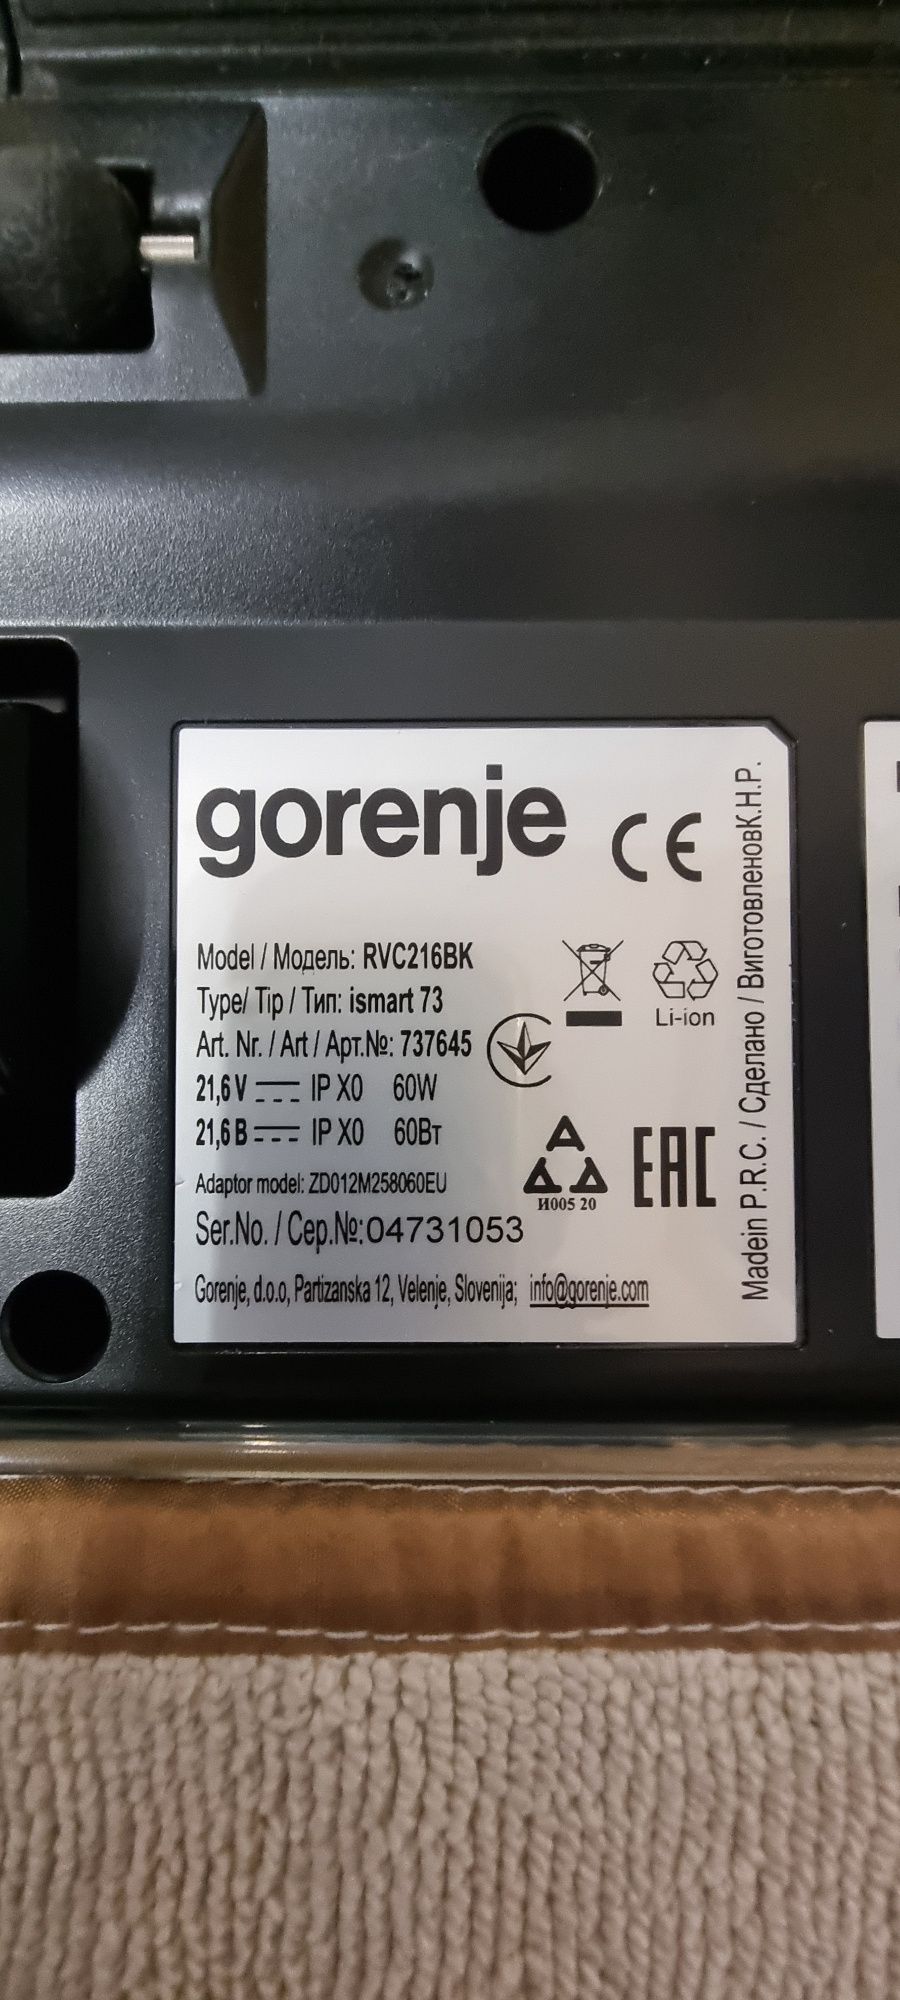 gorenje
CE
Model / Модель: RVC216BK
Type/ Tip / Тип: ismart 73
Art. Nr. / Art / Арт.№: 737645
21,6 V IP X0 60W
21,6 В IP X0 60Вт
Adaptor model: ZD012M258060EU
Ser.No. / Сер.№:04731053
Gorenje, d.o.o, Partizanska 12, Velenje, Slovenija; info@gorenje.com
Li-ion
И005 20
EAC
Madein P.R.C. / Сделано / ВиготовленовК.Н.Р.